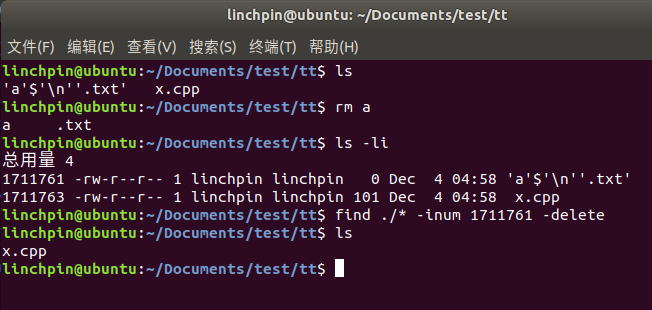 linchpin@ubuntu: ~/Documents/test/tt
文件(F) 编辑(E) 查看(V) 搜索(S) 终端(T) 帮助(H)
linchpin@ubuntu:~/Documents/test/tt$ ls
'a'$'\n''.txt'   x.cpp
linchpin@ubuntu:~/Documents/test/tt$ rm a
a     .txt
linchpin@ubuntu:~/Documents/test/tt$ ls -li
总用量 4
1711761 -rw-r--r-- 1 linchpin linchpin   0 Dec  4 04:58 'a'$'\n''.txt'
1711763 -rw-r--r-- 1 linchpin linchpin 101 Dec  4 04:58  x.cpp
linchpin@ubuntu:~/Documents/test/tt$ find ./* -inum 1711761 -delete
linchpin@ubuntu:~/Documents/test/tt$ ls
x.cpp
linchpin@ubuntu:~/Documents/test/tt$